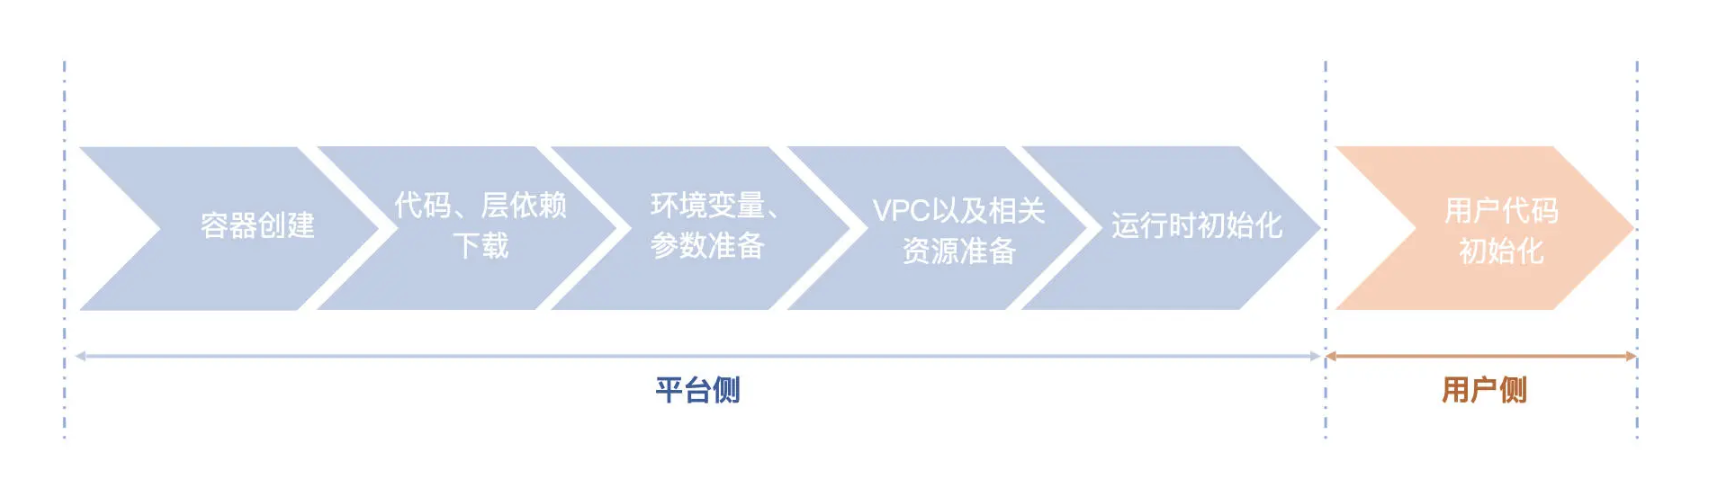 容器创建
代码、层依赖
下载
环境变量、
参数准备
VPC以及相关
资源准备
运行时初始化
用户代码
初始化
平台侧
用户侧